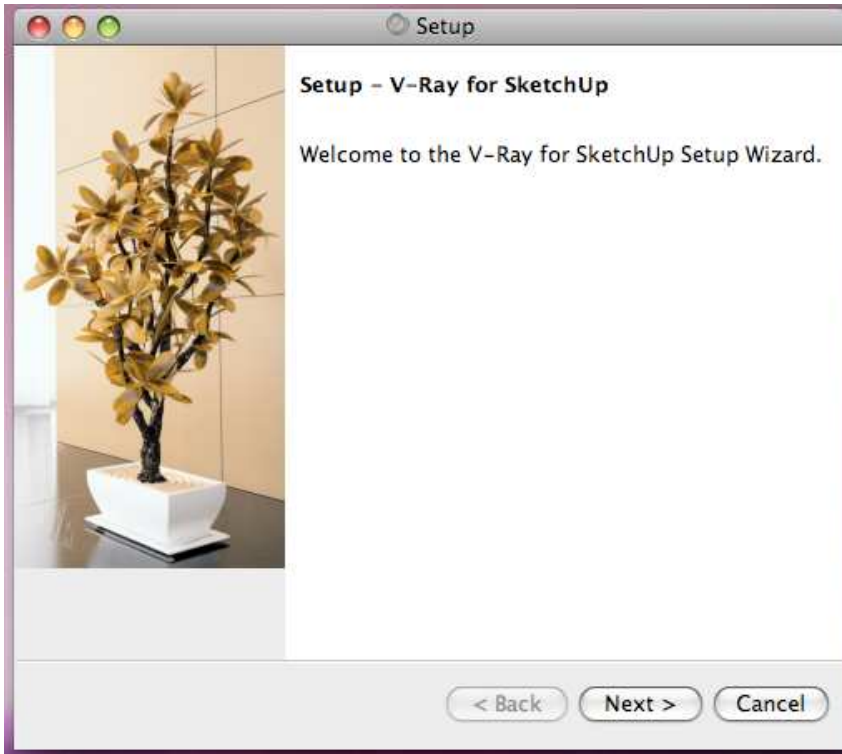 Setup
Setup - V-Ray for SketchUp
Welcome to the V-Ray for SketchUp Setup Wizard.
< Back
Next >
Cancel